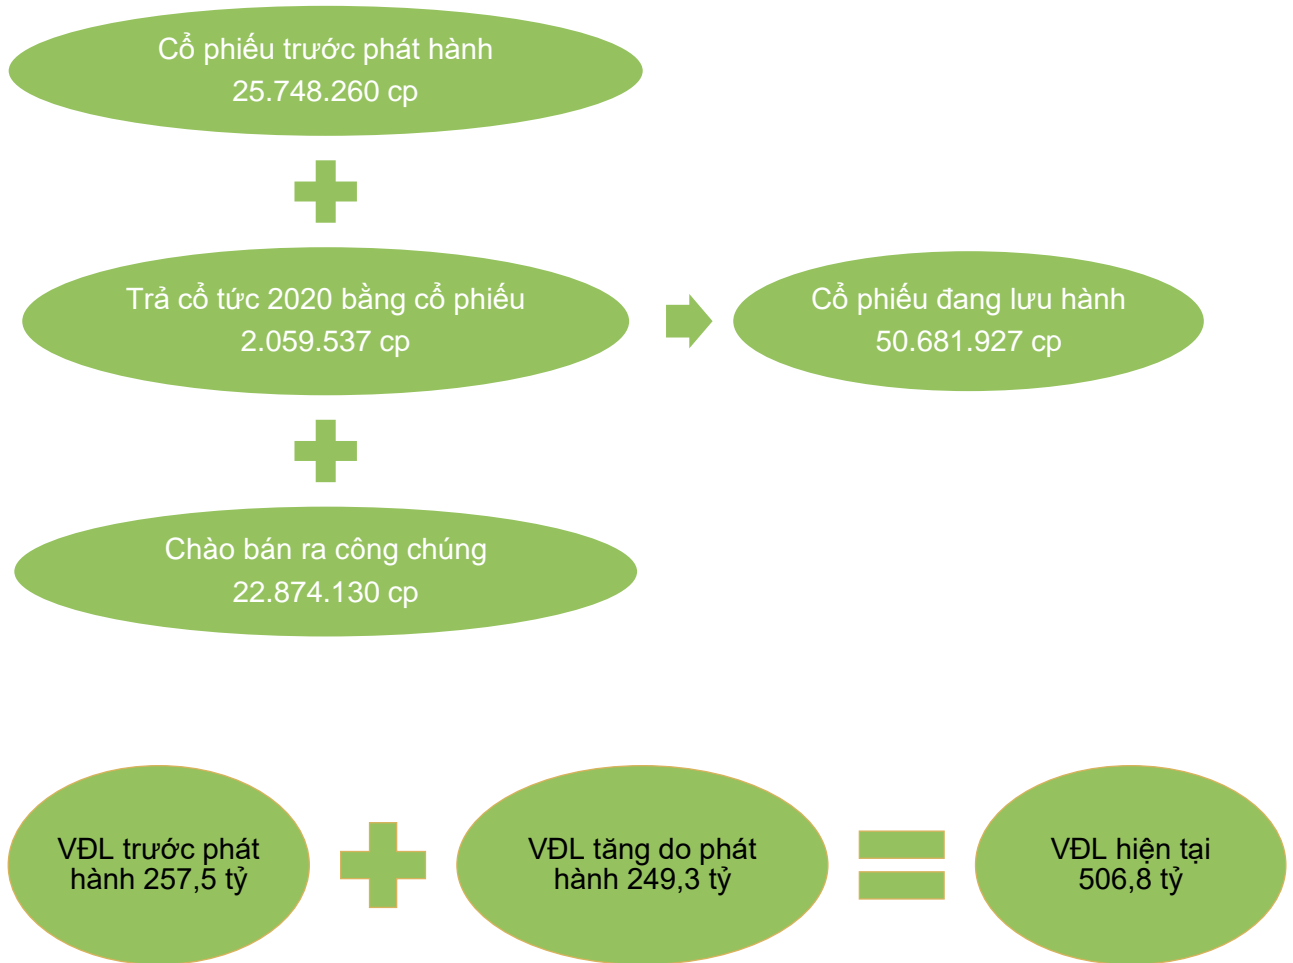 Cổ phiếu trước phát hành
25.748.260 cp
Trả cổ tức 2020 bằng cổ phiếu
2.059.537 cp
Cổ phiếu đang lưu hành
50.681.927 cp
Chào bán ra công chúng
22.874.130 cp
VĐL trước phát
hành 257,5 tỷ
VĐL tăng do phát
hành 249,3 tỷ
VĐL hiện tại
506,8 tỷ